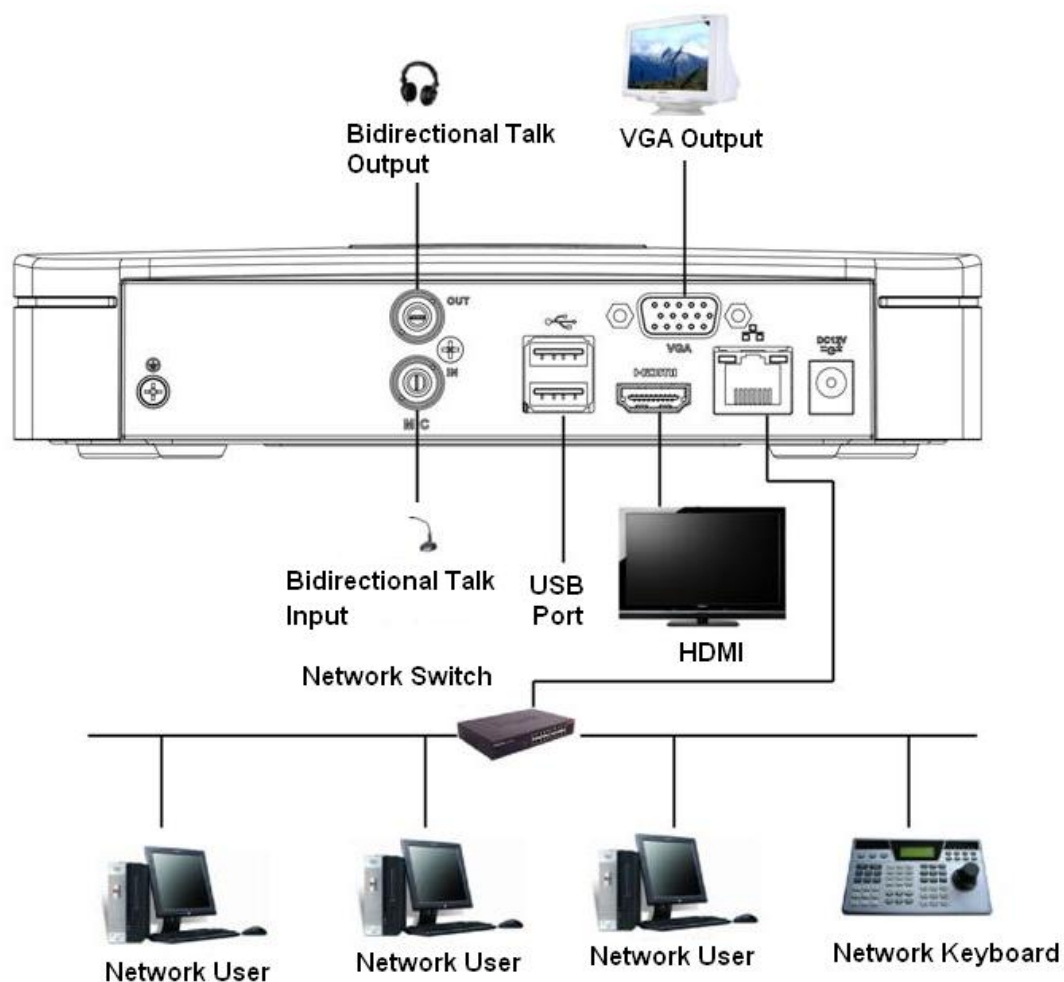 Bidirectional Talk
Output
VGA Output
OUT
VGA
DC12V
IN
HDMI
MIC
Bidirectional Talk
Input
USB
Port
HDMI
Network Switch
Network User
Network User
Network User
Network Keyboard